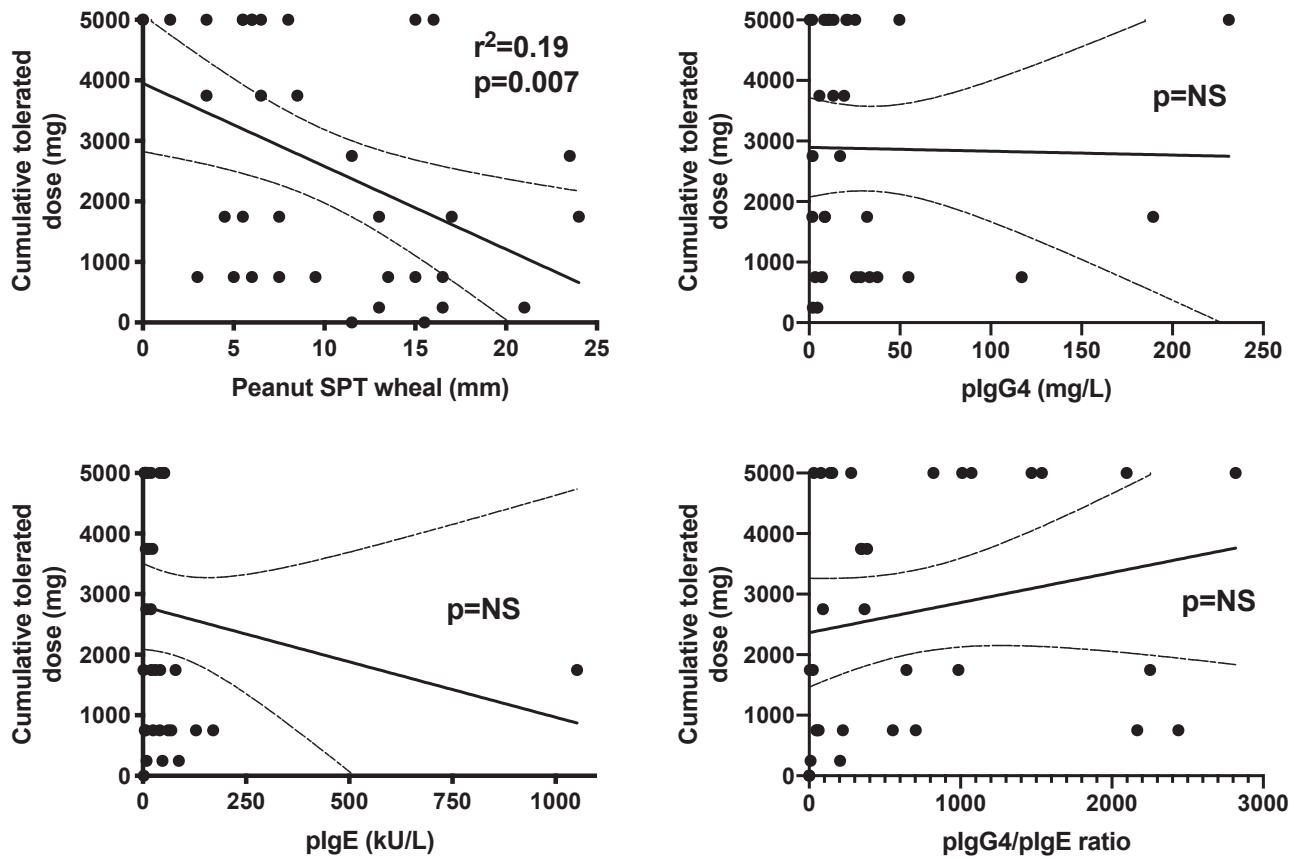 Cumulative tolerated
dose (mg)
5000
4000
3000
2000
1000
0
r²=0.19
p=0.007
0 5 10 15 20 25
Peanut SPT wheal (mm)
Cumulative tolerated
dose (mg)
5000
4000
3000
2000
1000
0
p=NS
0 50 100 150 200 250
pIgG4 (mg/L)
Cumulative tolerated
dose (mg)
5000
4000
3000
2000
1000
0
p=NS
0 250 500 750 1000
pIgE (kU/L)
Cumulative tolerated
dose (mg)
5000
4000
3000
2000
1000
0
p=NS
0 1000 2000 3000
pIgG4/pIgE ratio